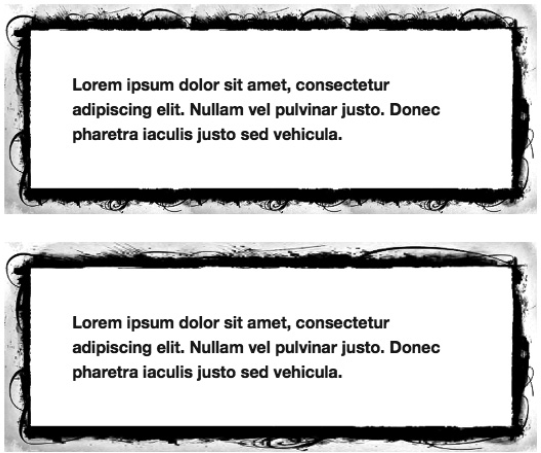 Lorem ipsum dolor sit amet, consectetur
adipiscing elit. Nullam vel pulvinar justo. Donec
pharetra iaculis justo sed vehicula.
Lorem ipsum dolor sit amet, consectetur
adipiscing elit. Nullam vel pulvinar justo. Donec
pharetra iaculis justo sed vehicula.